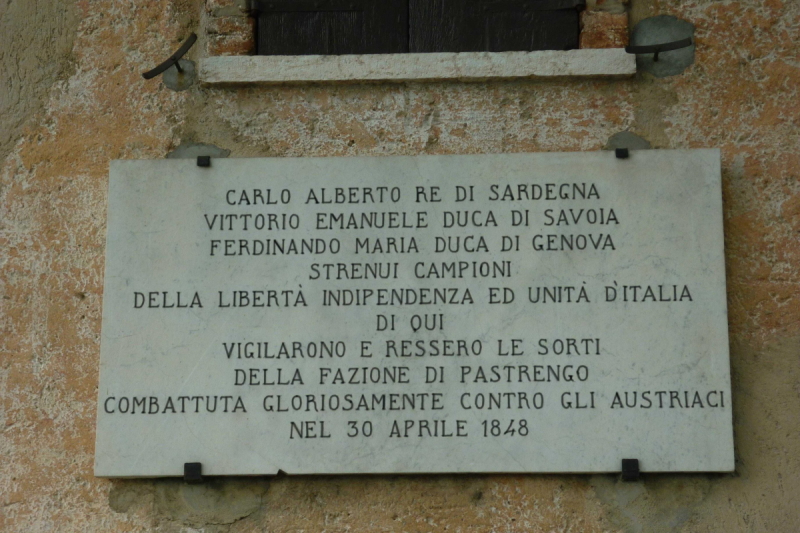 CARLO ALBERTO RE DI SARDEGNA
VITTORIO EMANUELE DUCA DI SAVOIA
FERDINANDO MARIA DUCA DI GENOVA
STRENUI CAMPIONI
DELLA LIBERTÀ INDIPENDENZA ED UNITÀ D'ITALIA
DI QUI
VIGILARONO E RESSERO LE SORTI
DELLA FAZIONE DI PASTRENGO
COMBATTUTA GLORIOSAMENTE CONTRO GLI AUSTRIACI
NEL 30 APRILE 1848